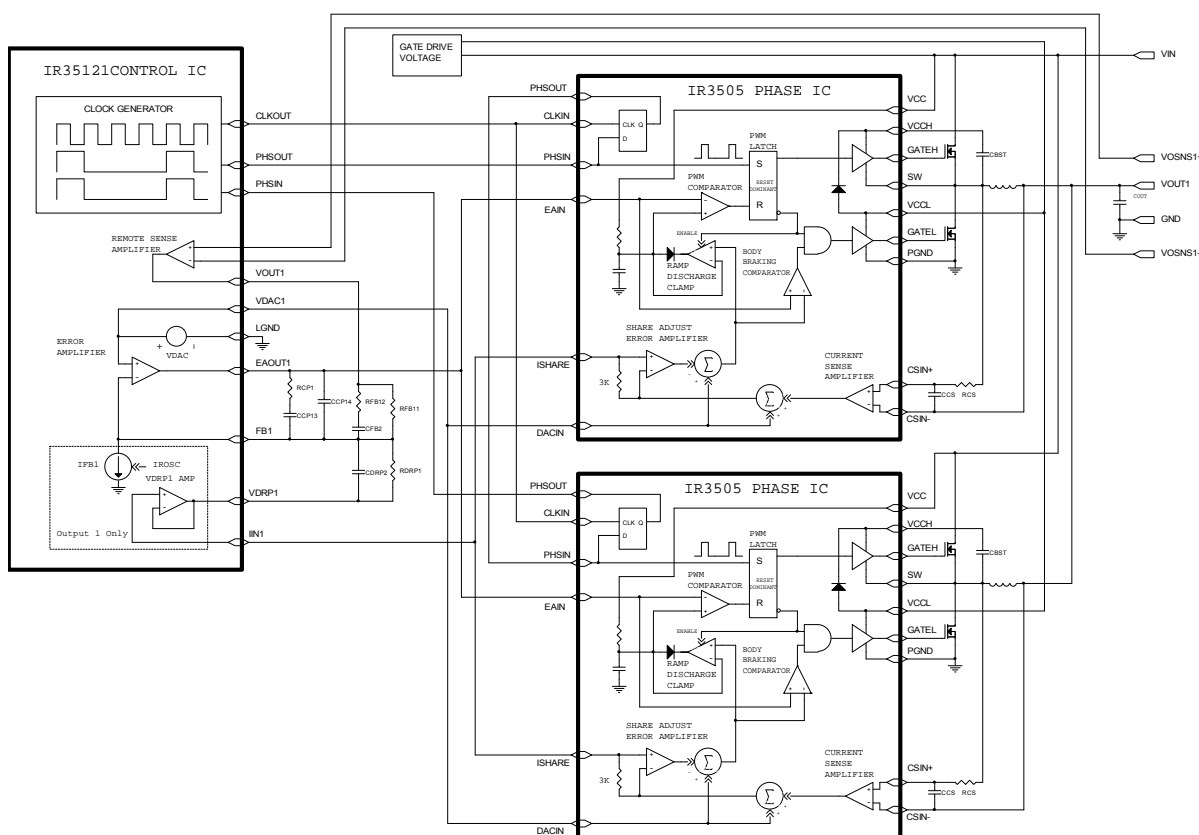 GATE DRIVE
VOLTAGE
VIN
IR35121CONTROL IC
IR3505 PHASE IC
PHSOUT
VCC
CLOCK GENERATOR
CLKOUT
CLKIN
CLK Q
D
VCCH
CBST
PHSOUT
PHSIN
PWM
LATCH
S
RESET
DOMINANT
R
GATEH
VOSNS1-
PHSIN
PWM
COMPARATOR
-
+
SW
VOUT1
COUT
EAIN
VCCL
GND
REMOTE SENSE
AMPLIFIER
+
-
ENABLE
GATEL
VOSNS1-
VOUT1
RAMP
DISCHARGE
CLAMP
+
-
BODY
BRAKING
COMPARATOR
+
-
PGND
VDAC1
LGND
+
-
VDAC
ERROR
AMPLIFIER
+
-
EAOUT1
SHARE ADJUST
ERROR AMPLIFIER
ISHARE
3K
+
-
Σ
-
+
CURRENT
SENSE
AMPLIFIER
+
-
CSIN+
CCS
RCS
CSIN-
Σ
+
+
DACIN
RCP1
CCP13
CCP14
RFB12
CFB2
RFB11
FB1
IFB1
IROSC
VDRP1 AMP
+
-
CDRP2
RDRP1
VDRP1
Output 1 Only
IIN1
IR3505 PHASE IC
PHSOUT
VCC
CLKIN
CLK Q
D
VCCH
CBST
PHSIN
PWM
LATCH
S
RESET
DOMINANT
R
GATEH
PWM
COMPARATOR
-
+
SW
EAIN
VCCL
ENABLE
GATEL
RAMP
DISCHARGE
CLAMP
+
-
BODY
BRAKING
COMPARATOR
+
-
PGND
SHARE ADJUST
ERROR AMPLIFIER
ISHARE
3K
+
-
Σ
-
+
CURRENT
SENSE
AMPLIFIER
+
-
CSIN+
CCS
RCS
CSIN-
Σ
+
+
DACIN